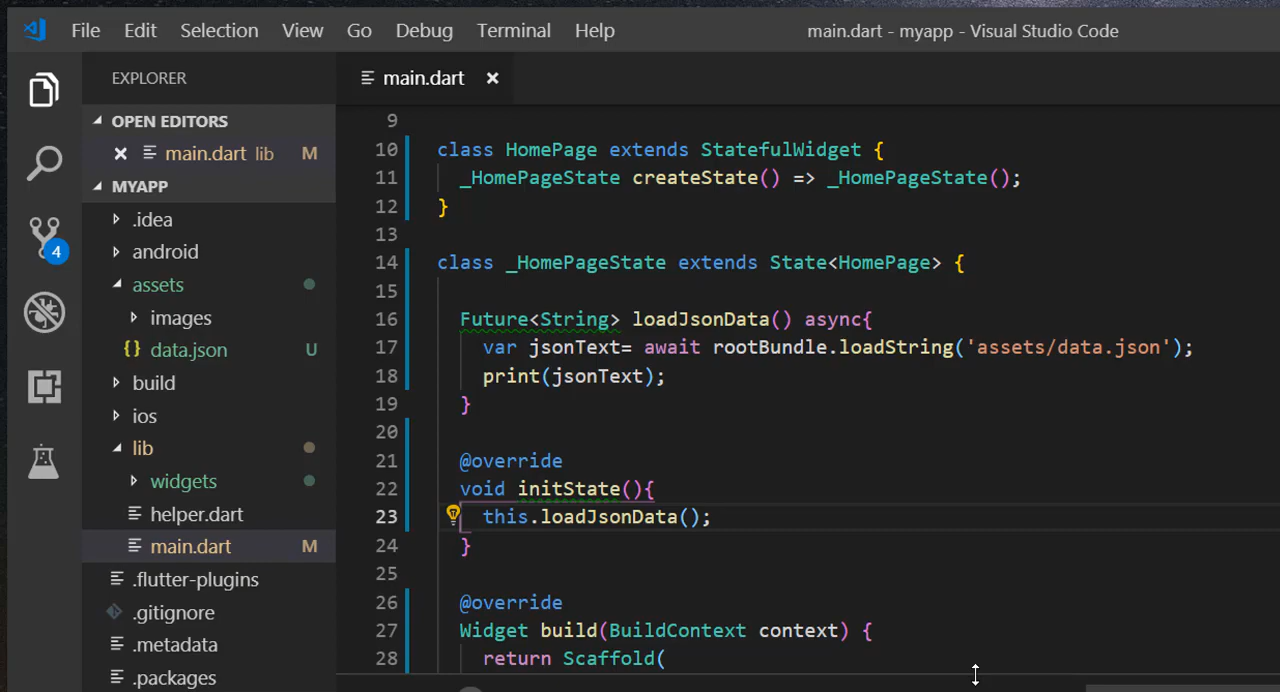 File Edit Selection View Go Debug Terminal Help main.dart - myapp - Visual Studio Code
EXPLORER
OPEN EDITORS
main.dart lib M
MYAPP
.idea
android
assets
images
{} data.json U
build
ios
lib
widgets
helper.dart
main.dart M
.flutter-plugins
.gitignore
.metadata
.packages
4
main.dart
9
10 class HomePage extends StatefulWidget {
11 _HomePageState createState() => _HomePageState();
12 }
13
14 class _HomePageState extends State<HomePage> {
15
16 Future<String> loadJsonData() async{
17 var jsonText= await rootBundle.loadString('assets/data.json');
18 print(jsonText);
19 }
20
21 @override
22 void initState(){
23 this.loadJsonData();
24 }
25
26 @override
27 Widget build(BuildContext context) {
28 return Scaffold(